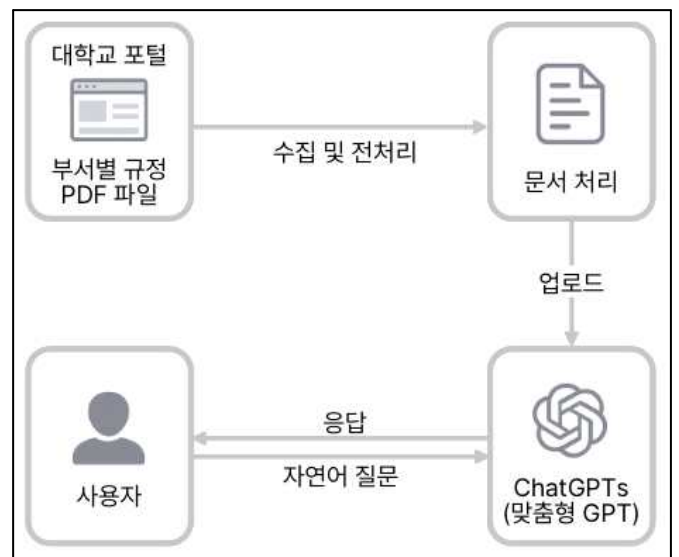 대학교 포털
부서별 규정
PDF 파일
수집 및 전처리
문서 처리
업로드
사용자
응답
자연어 질문
ChatGPTs
(맞춤형 GPT)